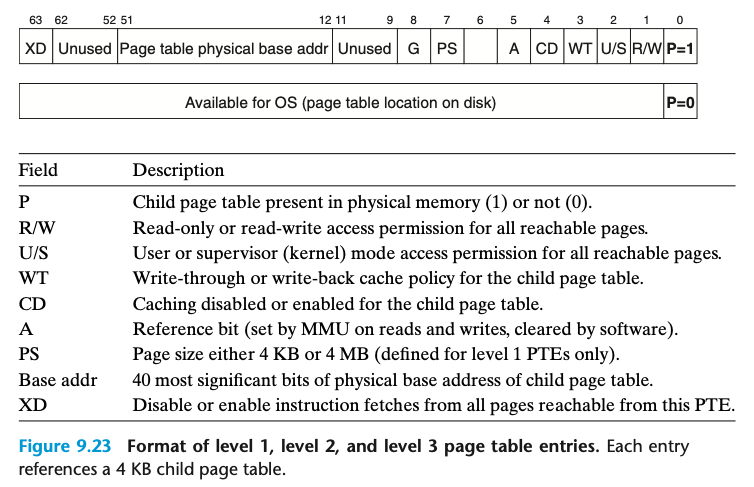 63 62 52 51 12 11 9 8 7 6 5 4 3 2 1 0
XD Unused Page table physical base addr Unused G PS A CD WT U/S R/W P=1
Available for OS (page table location on disk) P=0
Field Description
P Child page table present in physical memory (1) or not (0).
R/W Read-only or read-write access permission for all reachable pages.
U/S User or supervisor (kernel) mode access permission for all reachable pages.
WT Write-through or write-back cache policy for the child page table.
CD Caching disabled or enabled for the child page table.
A Reference bit (set by MMU on reads and writes, cleared by software).
PS Page size either 4 KB or 4 MB (defined for level 1 PTEs only).
Base addr 40 most significant bits of physical base address of child page table.
XD Disable or enable instruction fetches from all pages reachable from this PTE.
Figure 9.23 Format of level 1, level 2, and level 3 page table entries. Each entry
references a 4 KB child page table.